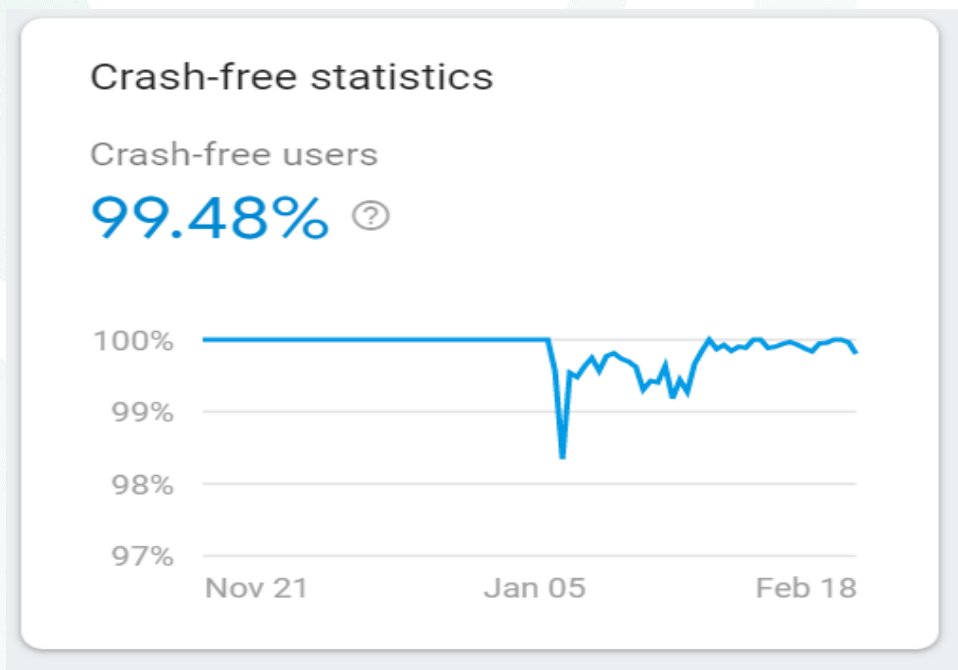 Crash-free statistics
Crash-free users
99.48% ?
100%
99%
98%
97%
Nov 21 Jan 05 Feb 18